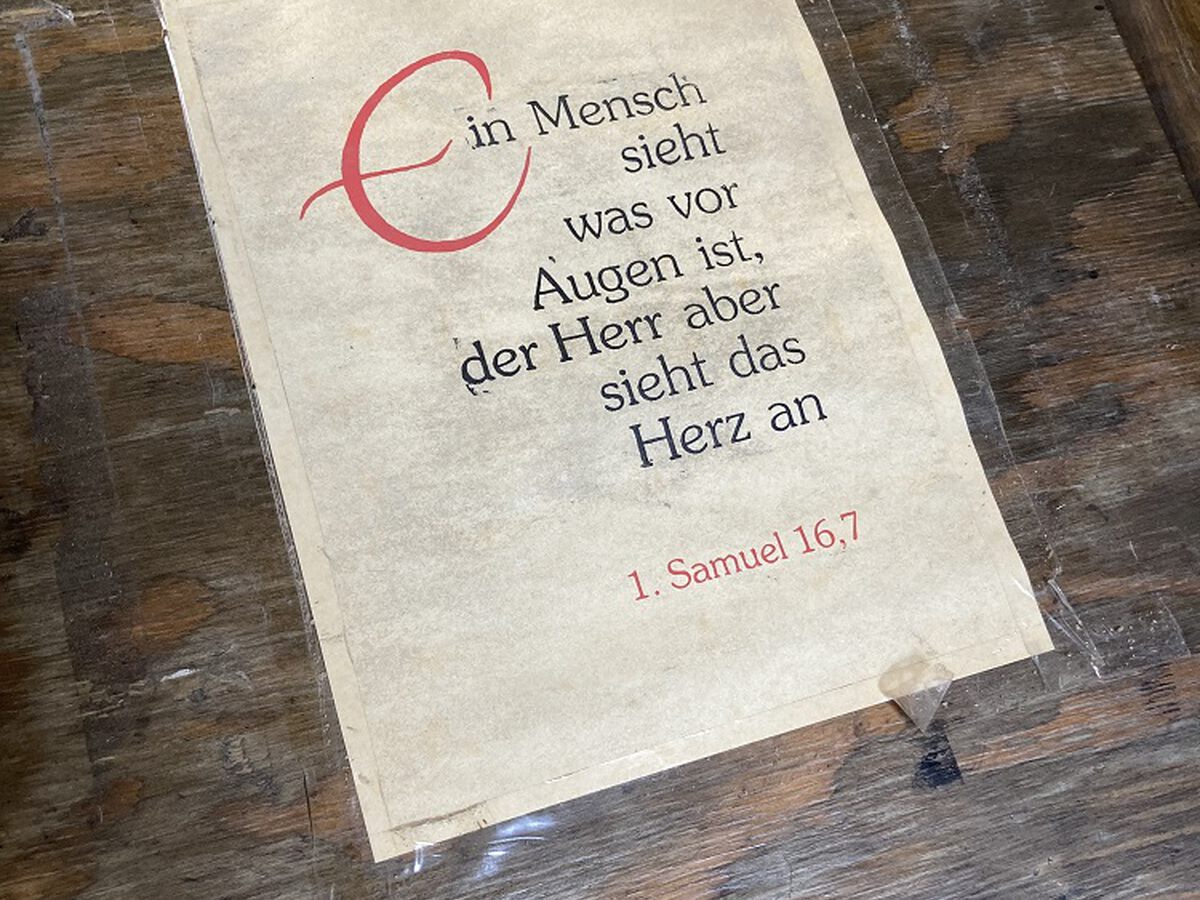 Ein Mensch
sieht
was vor
Augen ist,
der Herr aber
sieht das
Herz an
1. Samuel 16,7